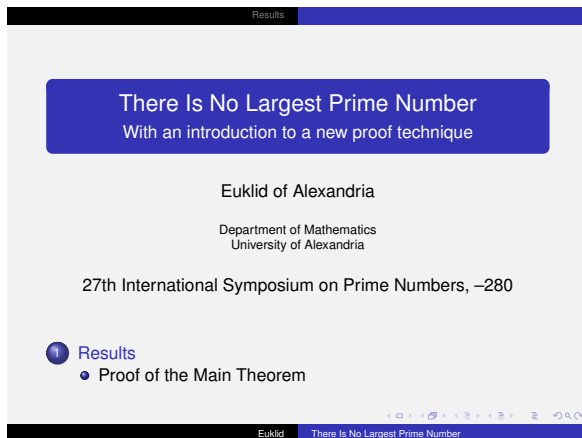 Results
There Is No Largest Prime Number
With an introduction to a new proof technique
Euklid of Alexandria
Department of Mathematics
University of Alexandria
27th International Symposium on Prime Numbers, –280
1 Results
Proof of the Main Theorem
Euklid There Is No Largest Prime Number